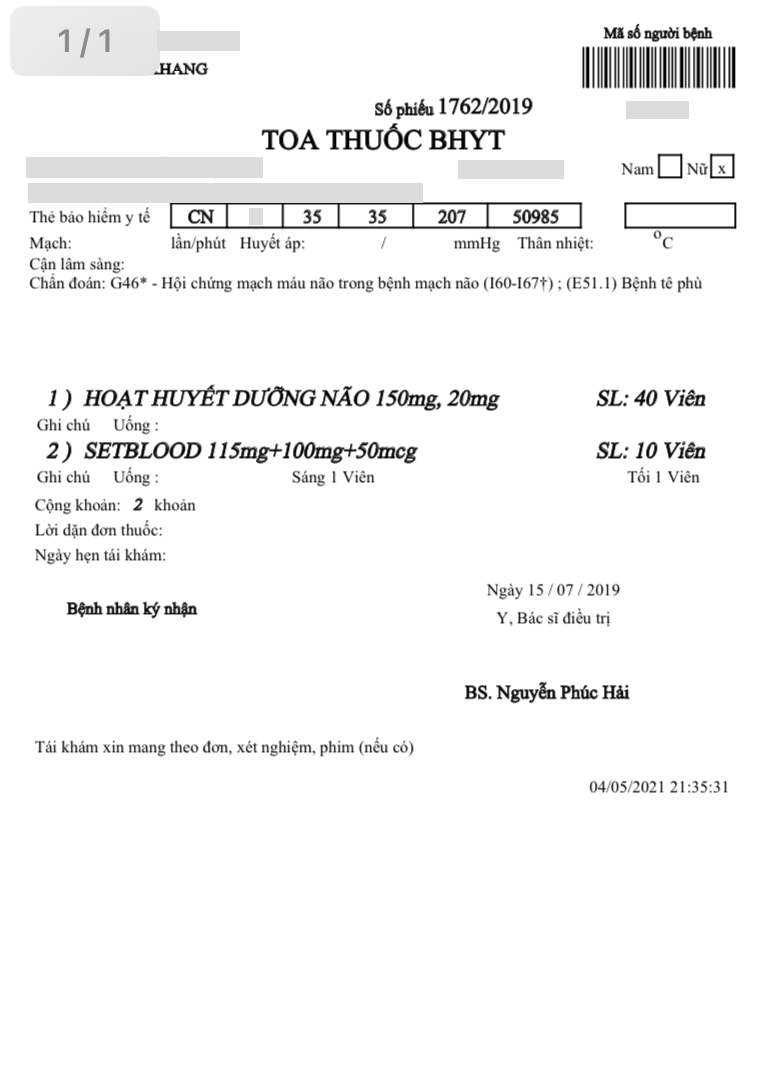 1/1
Mã số người bệnh
HANG
Số phiếu 1762/2019
TOA THUỐC BHYT
Nam Nữ x
Thẻ bảo hiểm y tế CN 35 35 207 50985
Mạch: lần/phút Huyết áp: / mmHg Thân nhiệt: °C
Cận lâm sàng:
Chẩn đoán: G46* - Hội chứng mạch máu não trong bệnh mạch não (I60-I67†) ; (E51.1) Bệnh tê phù
1 ) HOẠT HUYẾT DƯỠNG NÃO 150mg, 20mg SL: 40 Viên
Ghi chú Uống :
2 ) SETBLOOD 115mg+100mg+50mcg SL: 10 Viên
Ghi chú Uống : Sáng 1 Viên Tối 1 Viên
Cộng khoản: 2 khoản
Lời dặn đơn thuốc:
Ngày hẹn tái khám:
Ngày 15 / 07 / 2019
Bệnh nhân ký nhận
Y, Bác sĩ điều trị
BS. Nguyễn Phúc Hải
Tái khám xin mang theo đơn, xét nghiệm, phim (nếu có)
04/05/2021 21:35:31